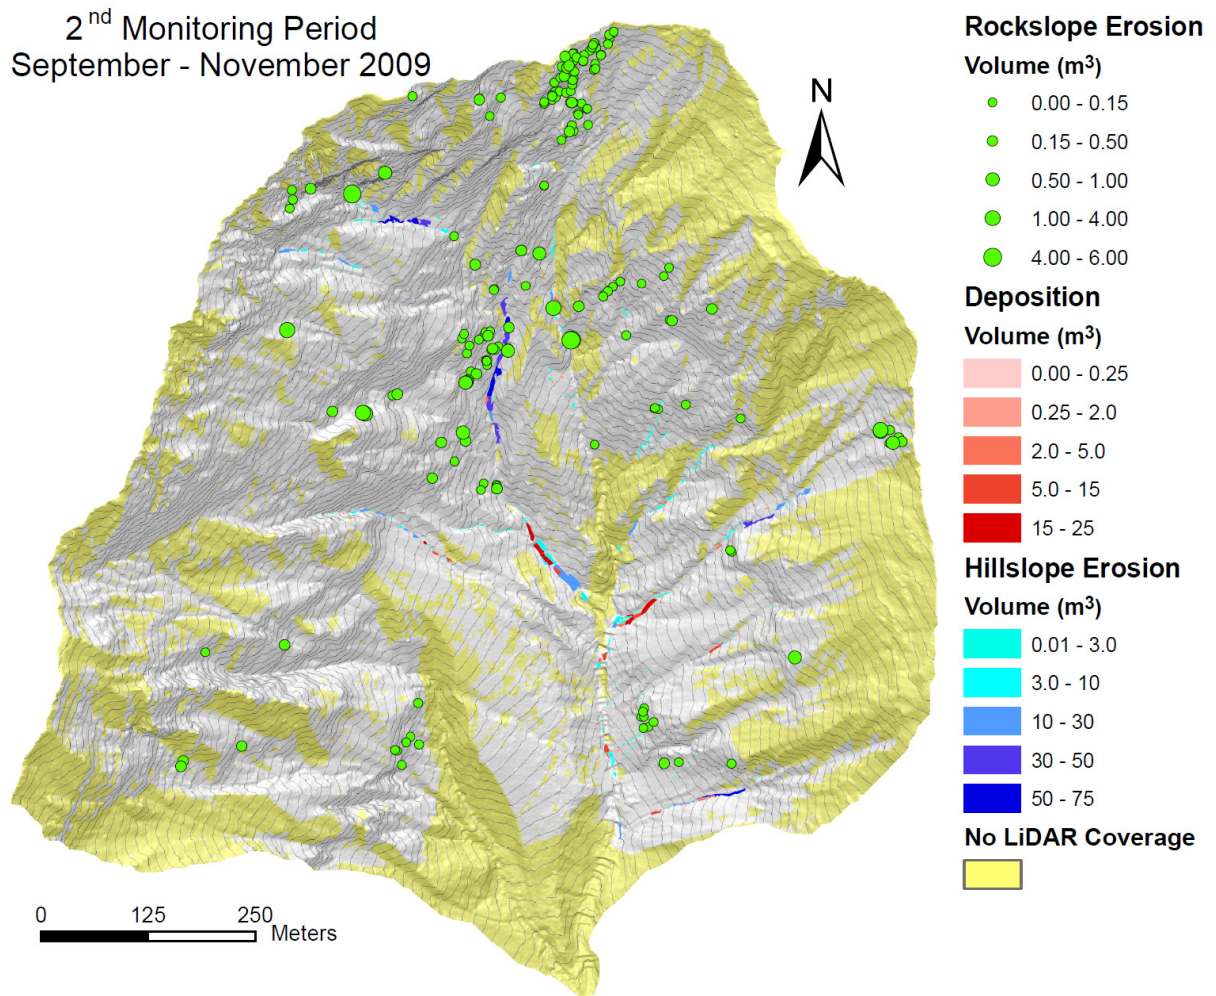 2nd Monitoring Period
September - November 2009
N
Rockslope Erosion
Volume (m³)
0.00 - 0.15
0.15 - 0.50
0.50 - 1.00
1.00 - 4.00
4.00 - 6.00
Deposition
Volume (m³)
0.00 - 0.25
0.25 - 2.0
2.0 - 5.0
5.0 - 15
15 - 25
Hillslope Erosion
Volume (m³)
0.01 - 3.0
3.0 - 10
10 - 30
30 - 50
50 - 75
No LiDAR Coverage
0 125 250
Meters